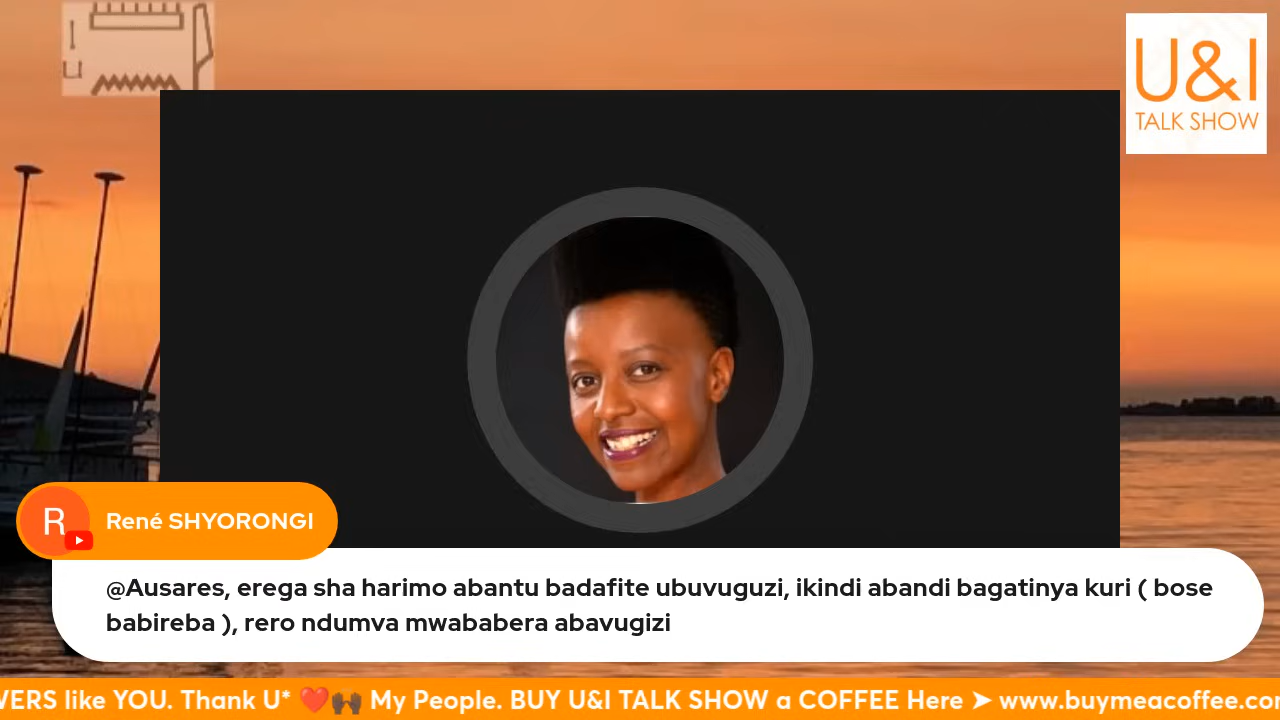 U&I
TALK SHOW
R
René SHYORONGI
@Ausares, erega sha harimo abantu badafite ubuvuguzi, ikindi abandi bagatinya kuri ( bose
babireba ), rero ndumva mwababera abavugizi
VERS like YOU. Thank U* ❤️🙌🏾 My People. BUY U&I TALK SHOW a COFFEE Here ➤ www.buymeacoffee.co